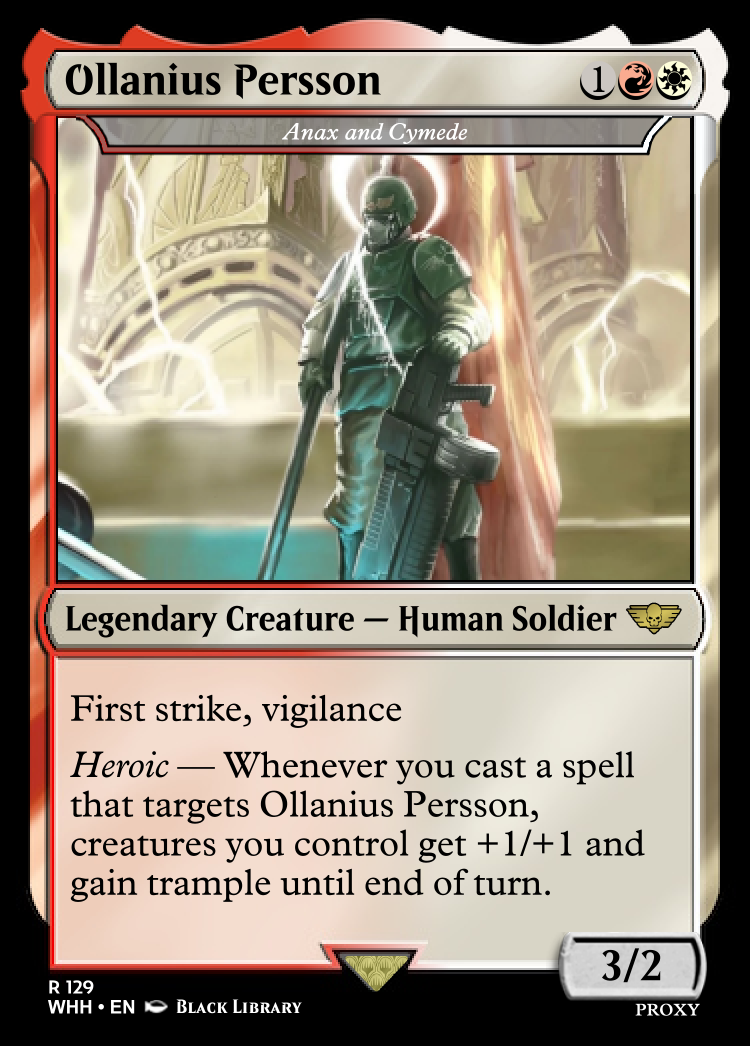 Ollanius Persson 1
Anax and Cymede
Legendary Creature — Human Soldier
First strike, vigilance
Heroic — Whenever you cast a spell
that targets Ollanius Persson,
creatures you control get +1/+1 and
gain trample until end of turn.
3/2
R 129
WHH • EN BLACK LIBRARY
PROXY